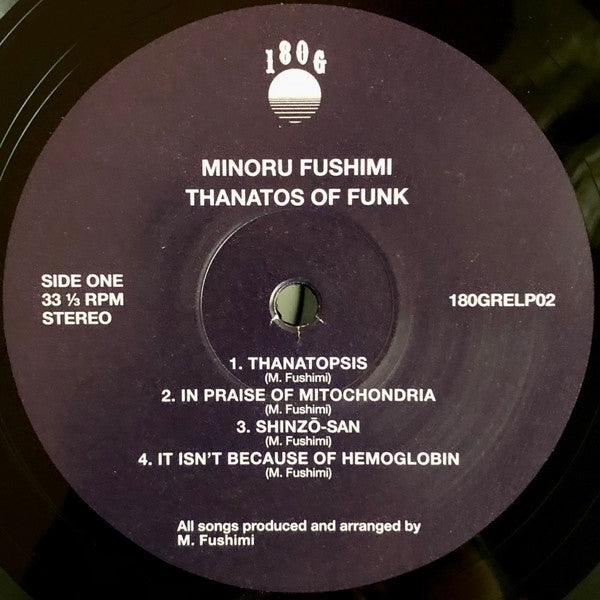 180G
MINORU FUSHIMI
THANATOS OF FUNK
SIDE ONE
33 ⅓ RPM
STEREO
180GRELP02
1. THANATOPSIS
(M. Fushimi)
2. IN PRAISE OF MITOCHONDRIA
(M. Fushimi)
3. SHINZŌ-SAN
(M. Fushimi)
4. IT ISN'T BECAUSE OF HEMOGLOBIN
(M. Fushimi)
All songs produced and arranged by
M. Fushimi